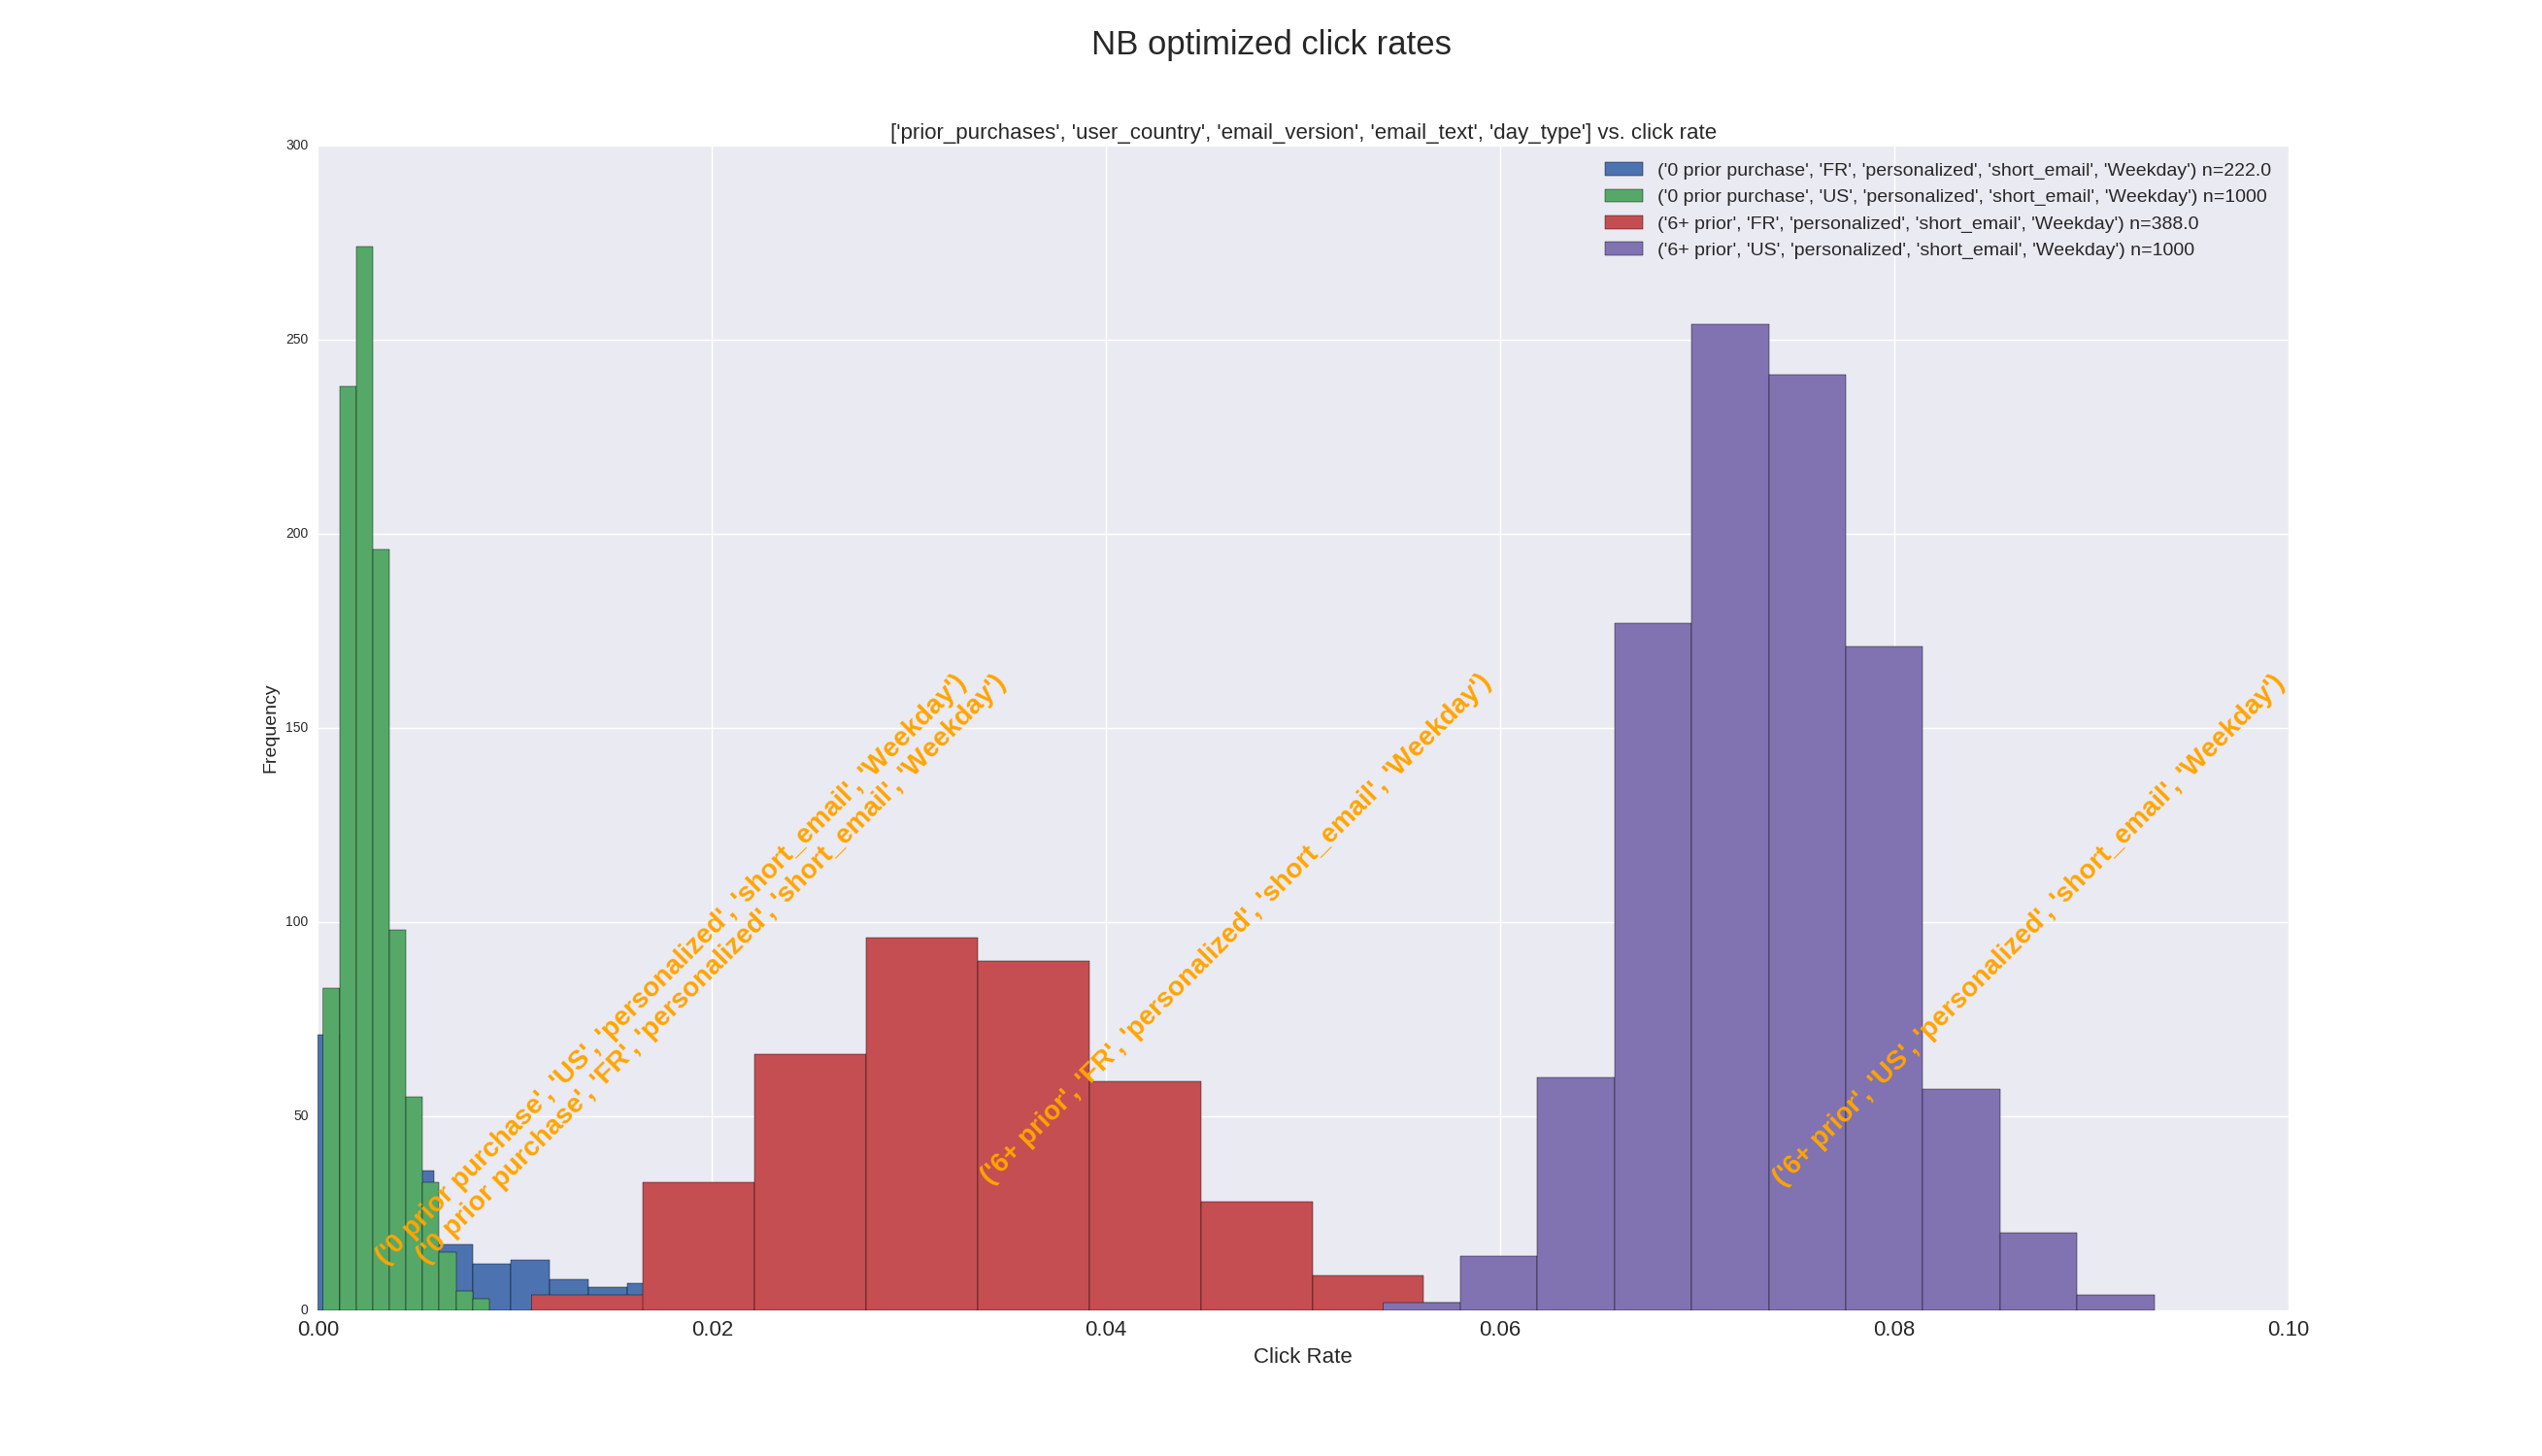 NB optimized click rates
['prior_purchases', 'user_country', 'email_version', 'email_text', 'day_type'] vs. click rate
('0 prior purchase', 'FR', 'personalized', 'short_email', 'Weekday') n=222.0
('0 prior purchase', 'US', 'personalized', 'short_email', 'Weekday') n=1000
('6+ prior', 'FR', 'personalized', 'short_email', 'Weekday') n=388.0
('6+ prior', 'US', 'personalized', 'short_email', 'Weekday') n=1000
300
250
200
150
100
50
0
Frequency
('0 prior purchase', 'US', 'personalized', 'short_email', 'Weekday')
('0 prior purchase', 'FR', 'personalized', 'short_email', 'Weekday')
('6+ prior', 'FR', 'personalized', 'short_email', 'Weekday')
('6+ prior', 'US', 'personalized', 'short_email', 'Weekday')
0.00 0.02 0.04 0.06 0.08 0.10
Click Rate